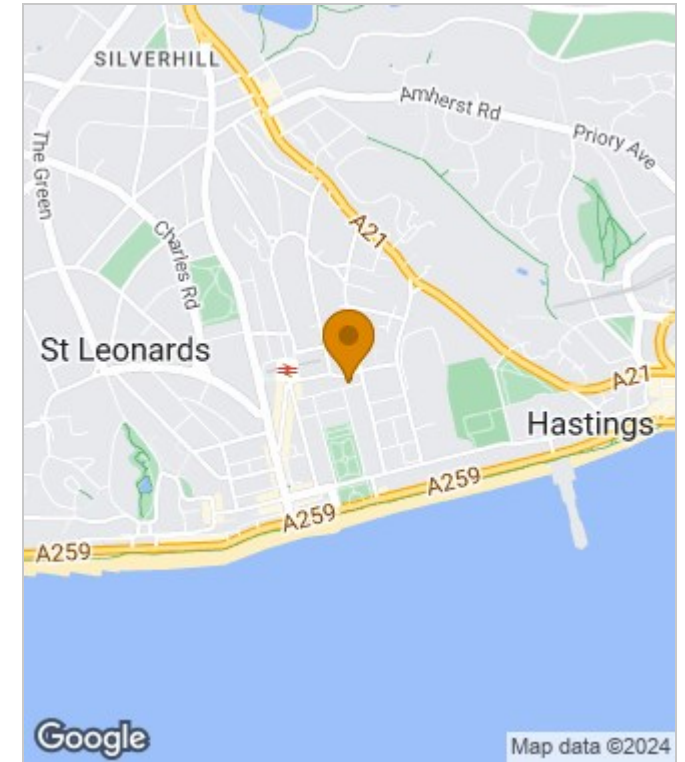 SILVERHILL
Amherst Rd
Priory Ave
The Green
A21
Charles Rd
St Leonards
A21
Hastings
A259
A259
A259
Google
Map data ©2024